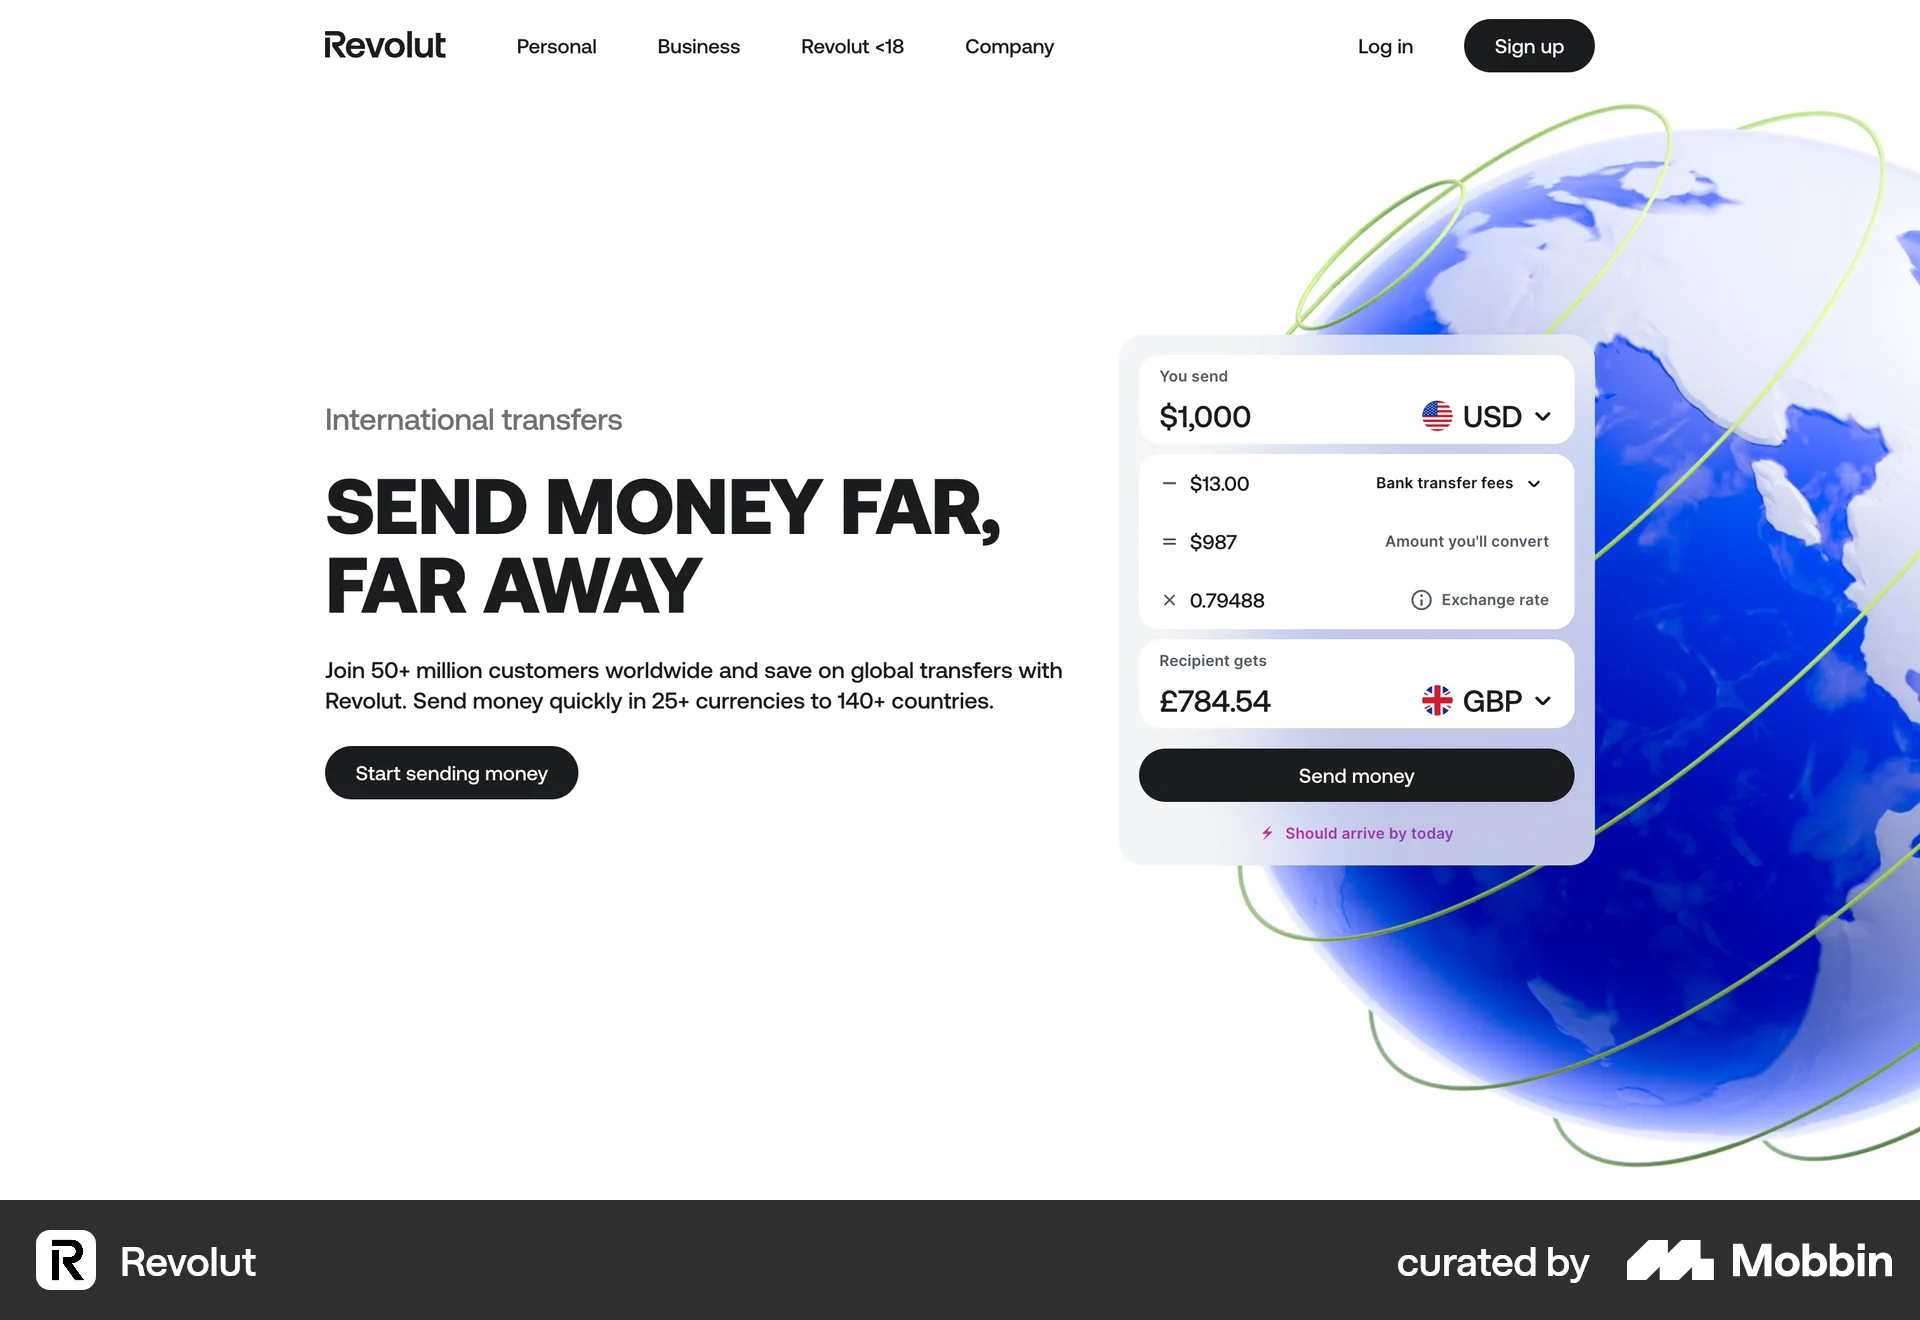 Revolut
Personal
Business
Revolut <18
Company
Log in
Sign up
International transfers
SEND MONEY FAR,
FAR AWAY
Join 50+ million customers worldwide and save on global transfers with
Revolut. Send money quickly in 25+ currencies to 140+ countries.
Start sending money
You send
$1,000 USD
− $13.00 Bank transfer fees
= $987 Amount you'll convert
× 0.79488 Exchange rate
Recipient gets
£784.54 GBP
Send money
Should arrive by today
R Revolut
curated by Mobbin